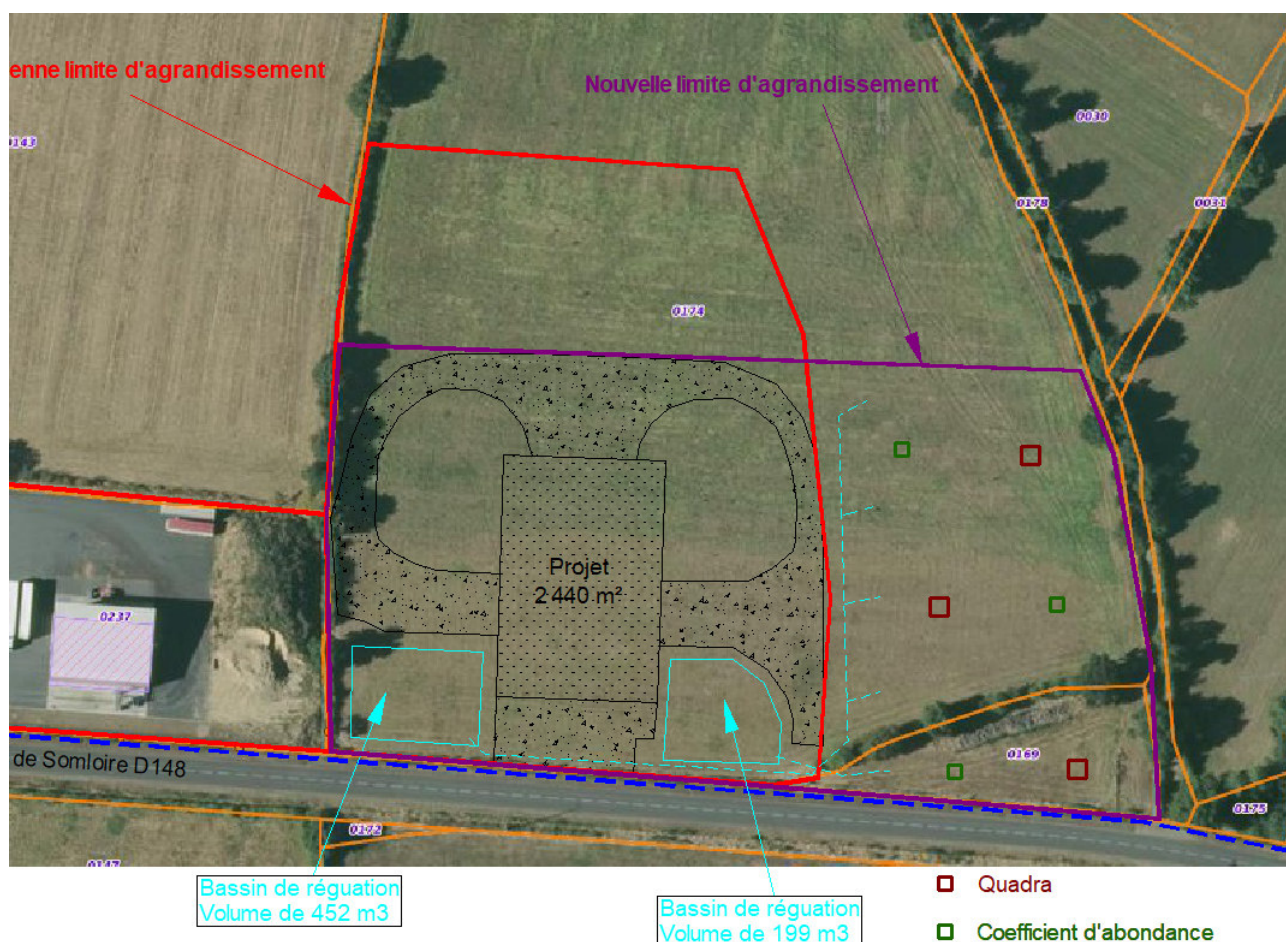 enne limite d'agrandissement
Nouvelle limite d'agrandissement
0143
0030
0178
0031
0174
Projet
2 440 m²
0237
de Somloire D148
0169
0175
0172
0147
Bassin de réguation
Volume de 452 m3
Bassin de réguation
Volume de 199 m3
Quadra
Coefficient d'abondance